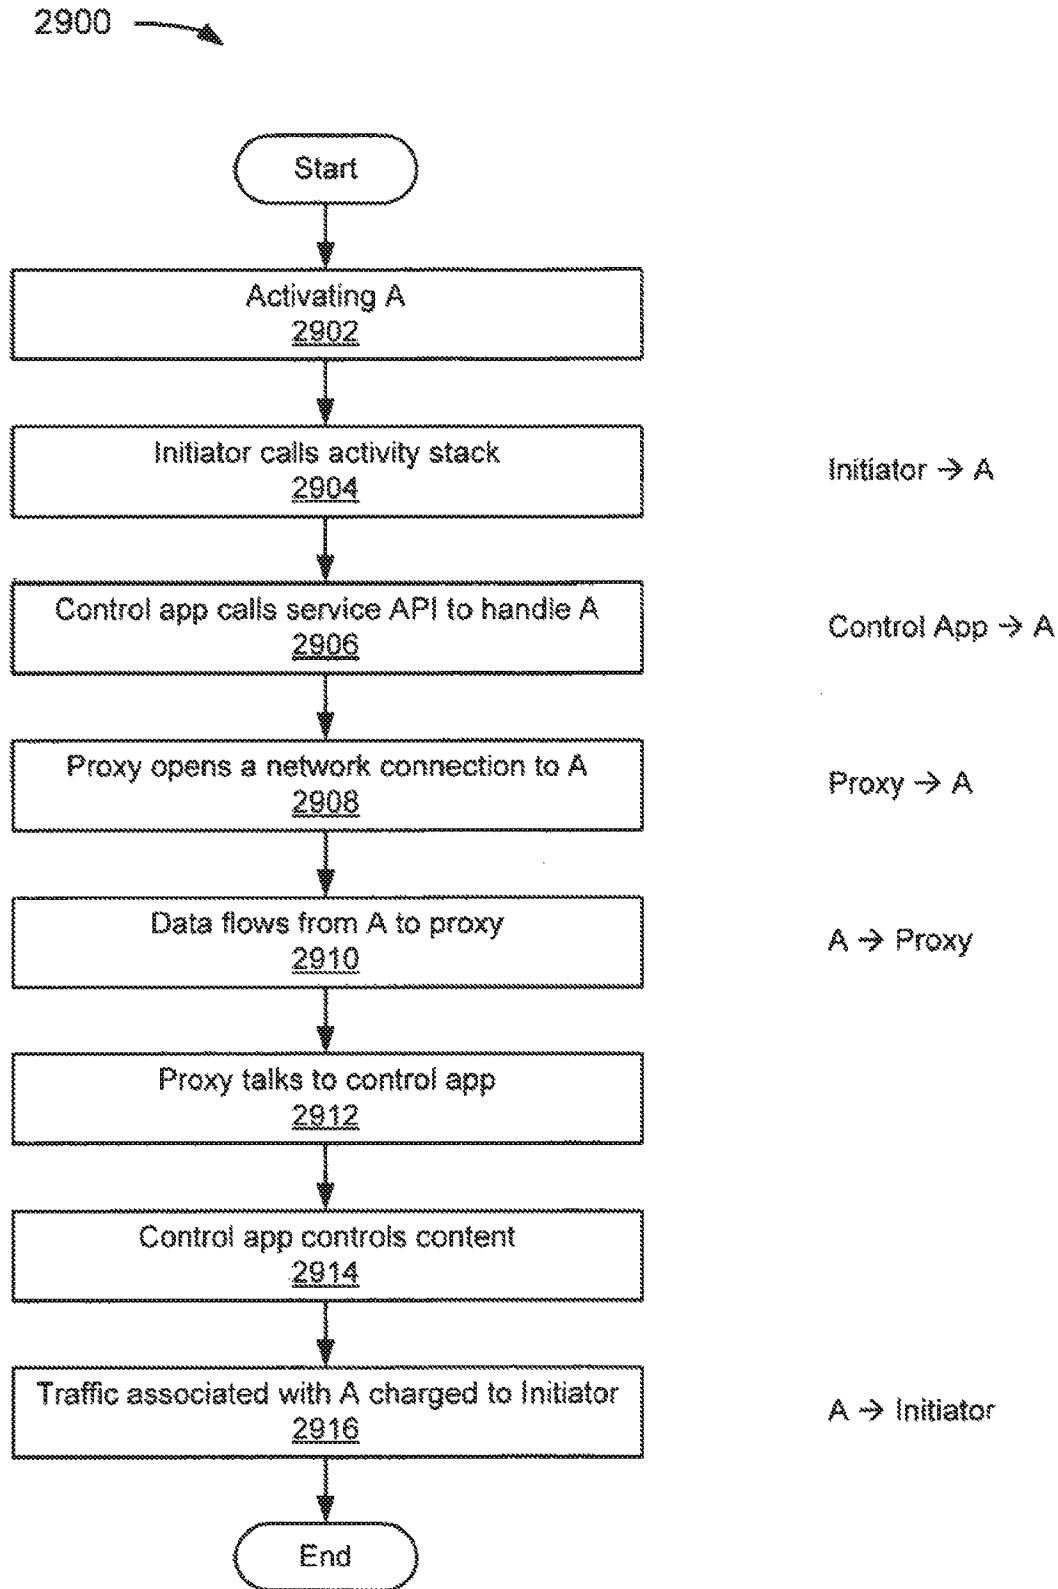 2900
Start
Activating A
2902
Initiator calls activity stack
2904
Initiator → A
Control app calls service API to handle A
2906
Control App → A
Proxy opens a network connection to A
2908
Proxy → A
Data flows from A to proxy
2910
A → Proxy
Proxy talks to control app
2912
Control app controls content
2914
Traffic associated with A charged to Initiator
2916
A → Initiator
End